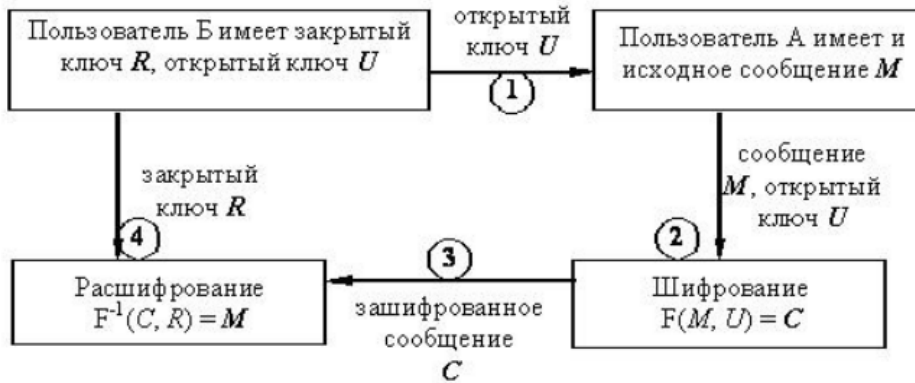 Пользователь Б имеет закрытый
ключ R, открытый ключ U
открытый
ключ U
1
Пользователь А имеет и
исходное сообщение M
закрытый
ключ R
сообщение
M, открытый
ключ U
4
3
2
Расшифрование
F⁻¹(C, R) = M
зашифрованное
сообщение
C
Шифрование
F(M, U) = C